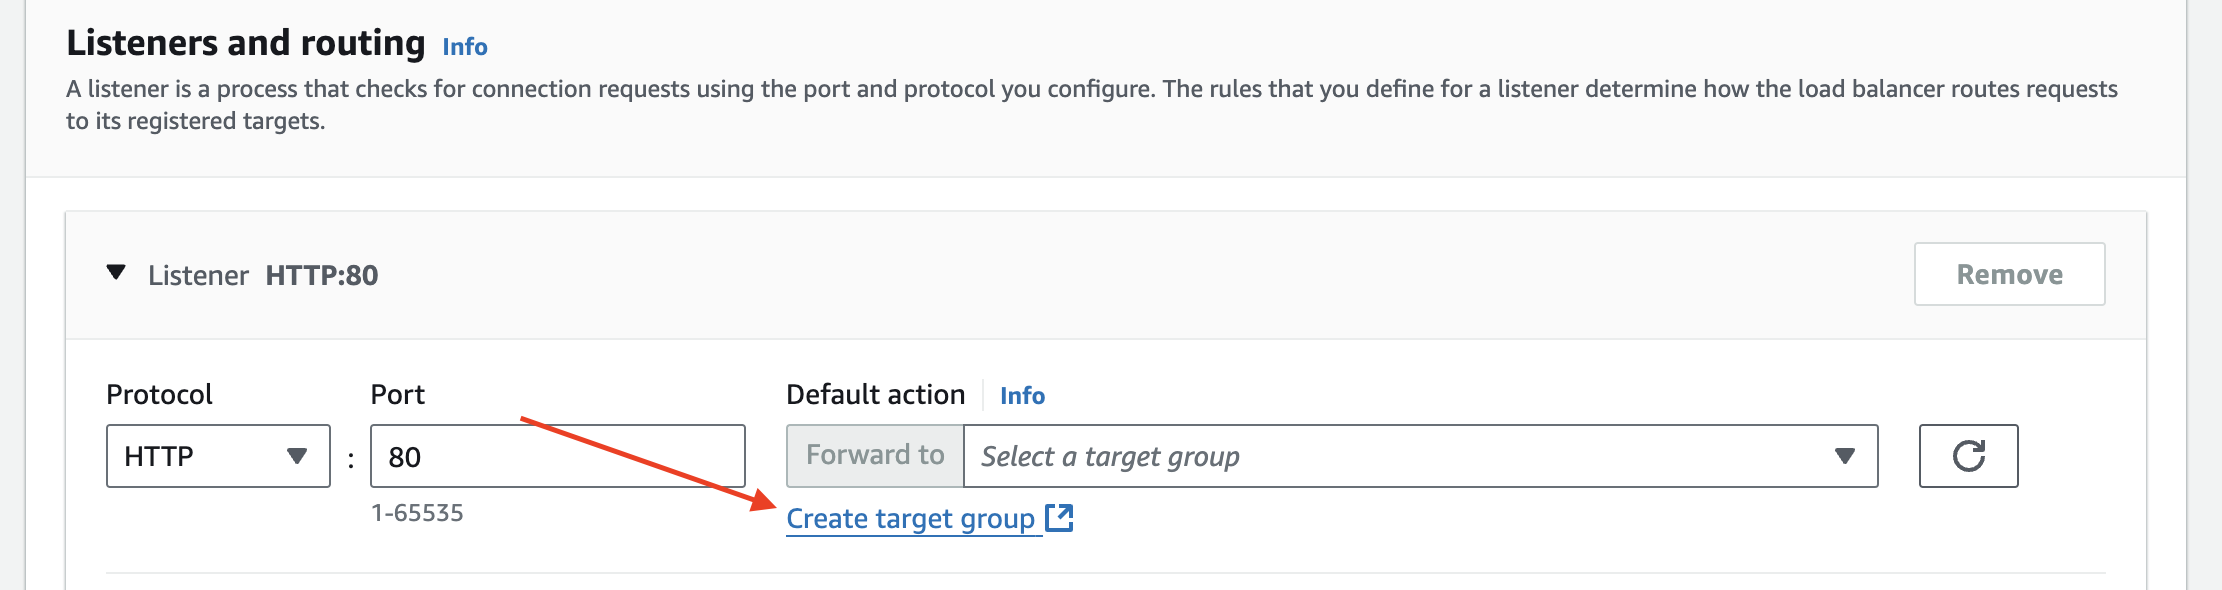 Listeners and routing Info
A listener is a process that checks for connection requests using the port and protocol you configure. The rules that you define for a listener determine how the load balancer routes requests
to its registered targets.
Listener HTTP:80
Remove
Protocol Port Default action Info
HTTP : 80 Forward to Select a target group
1-65535 Create target group